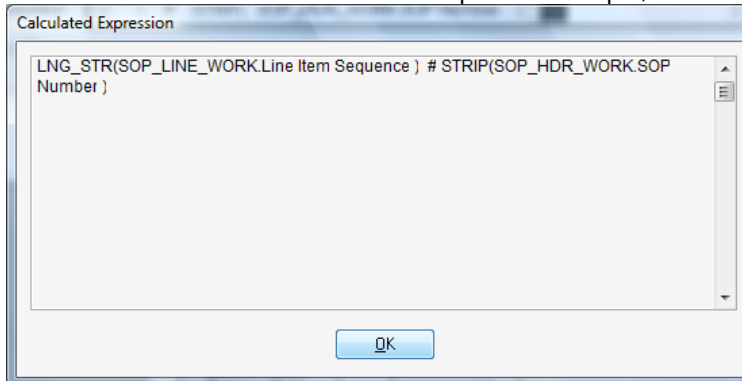 Calculated Expression
LNG_STR(SOP_LINE_WORK.Line Item Sequence ) # STRIP(SOP_HDR_WORK.SOP
Number )
OK